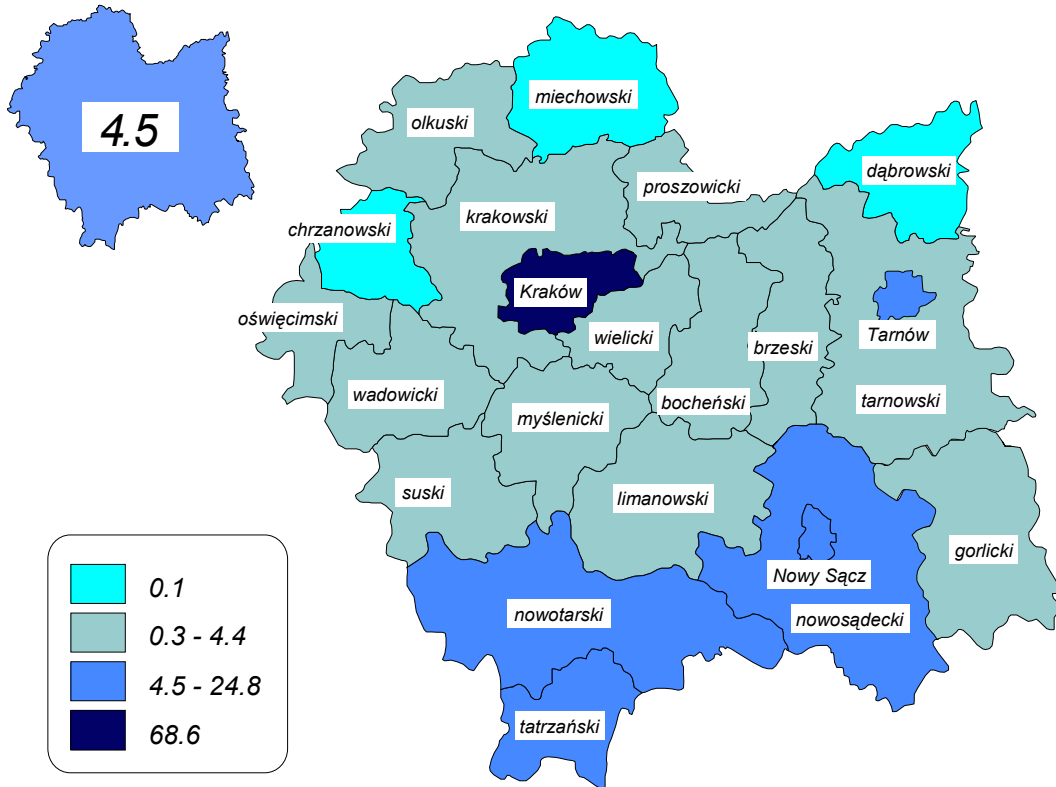 4.5
miechowski
olkuski
dąbrowski
proszowicki
krakowski
chrzanowski
Kraków
oświęcimski
Tarnów
wielicki
brzeski
wadowicki
bocheński
tarnowski
myślenicki
suski
limanowski
gorlicki
Nowy Sącz
nowotarski
nowosądecki
tatrzański
0.1
0.3 - 4.4
4.5 - 24.8
68.6